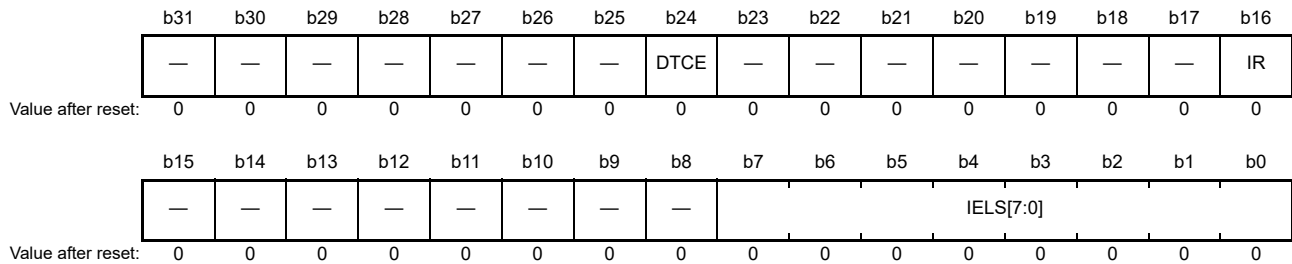 b31 b30 b29 b28 b27 b26 b25 b24 b23 b22 b21 b20 b19 b18 b17 b16
— — — — — — — DTCE — — — — — — — IR
Value after reset: 0 0 0 0 0 0 0 0 0 0 0 0 0 0 0 0
b15 b14 b13 b12 b11 b10 b9 b8 b7 b6 b5 b4 b3 b2 b1 b0
— — — — — — — — IELS[7:0]
Value after reset: 0 0 0 0 0 0 0 0 0 0 0 0 0 0 0 0